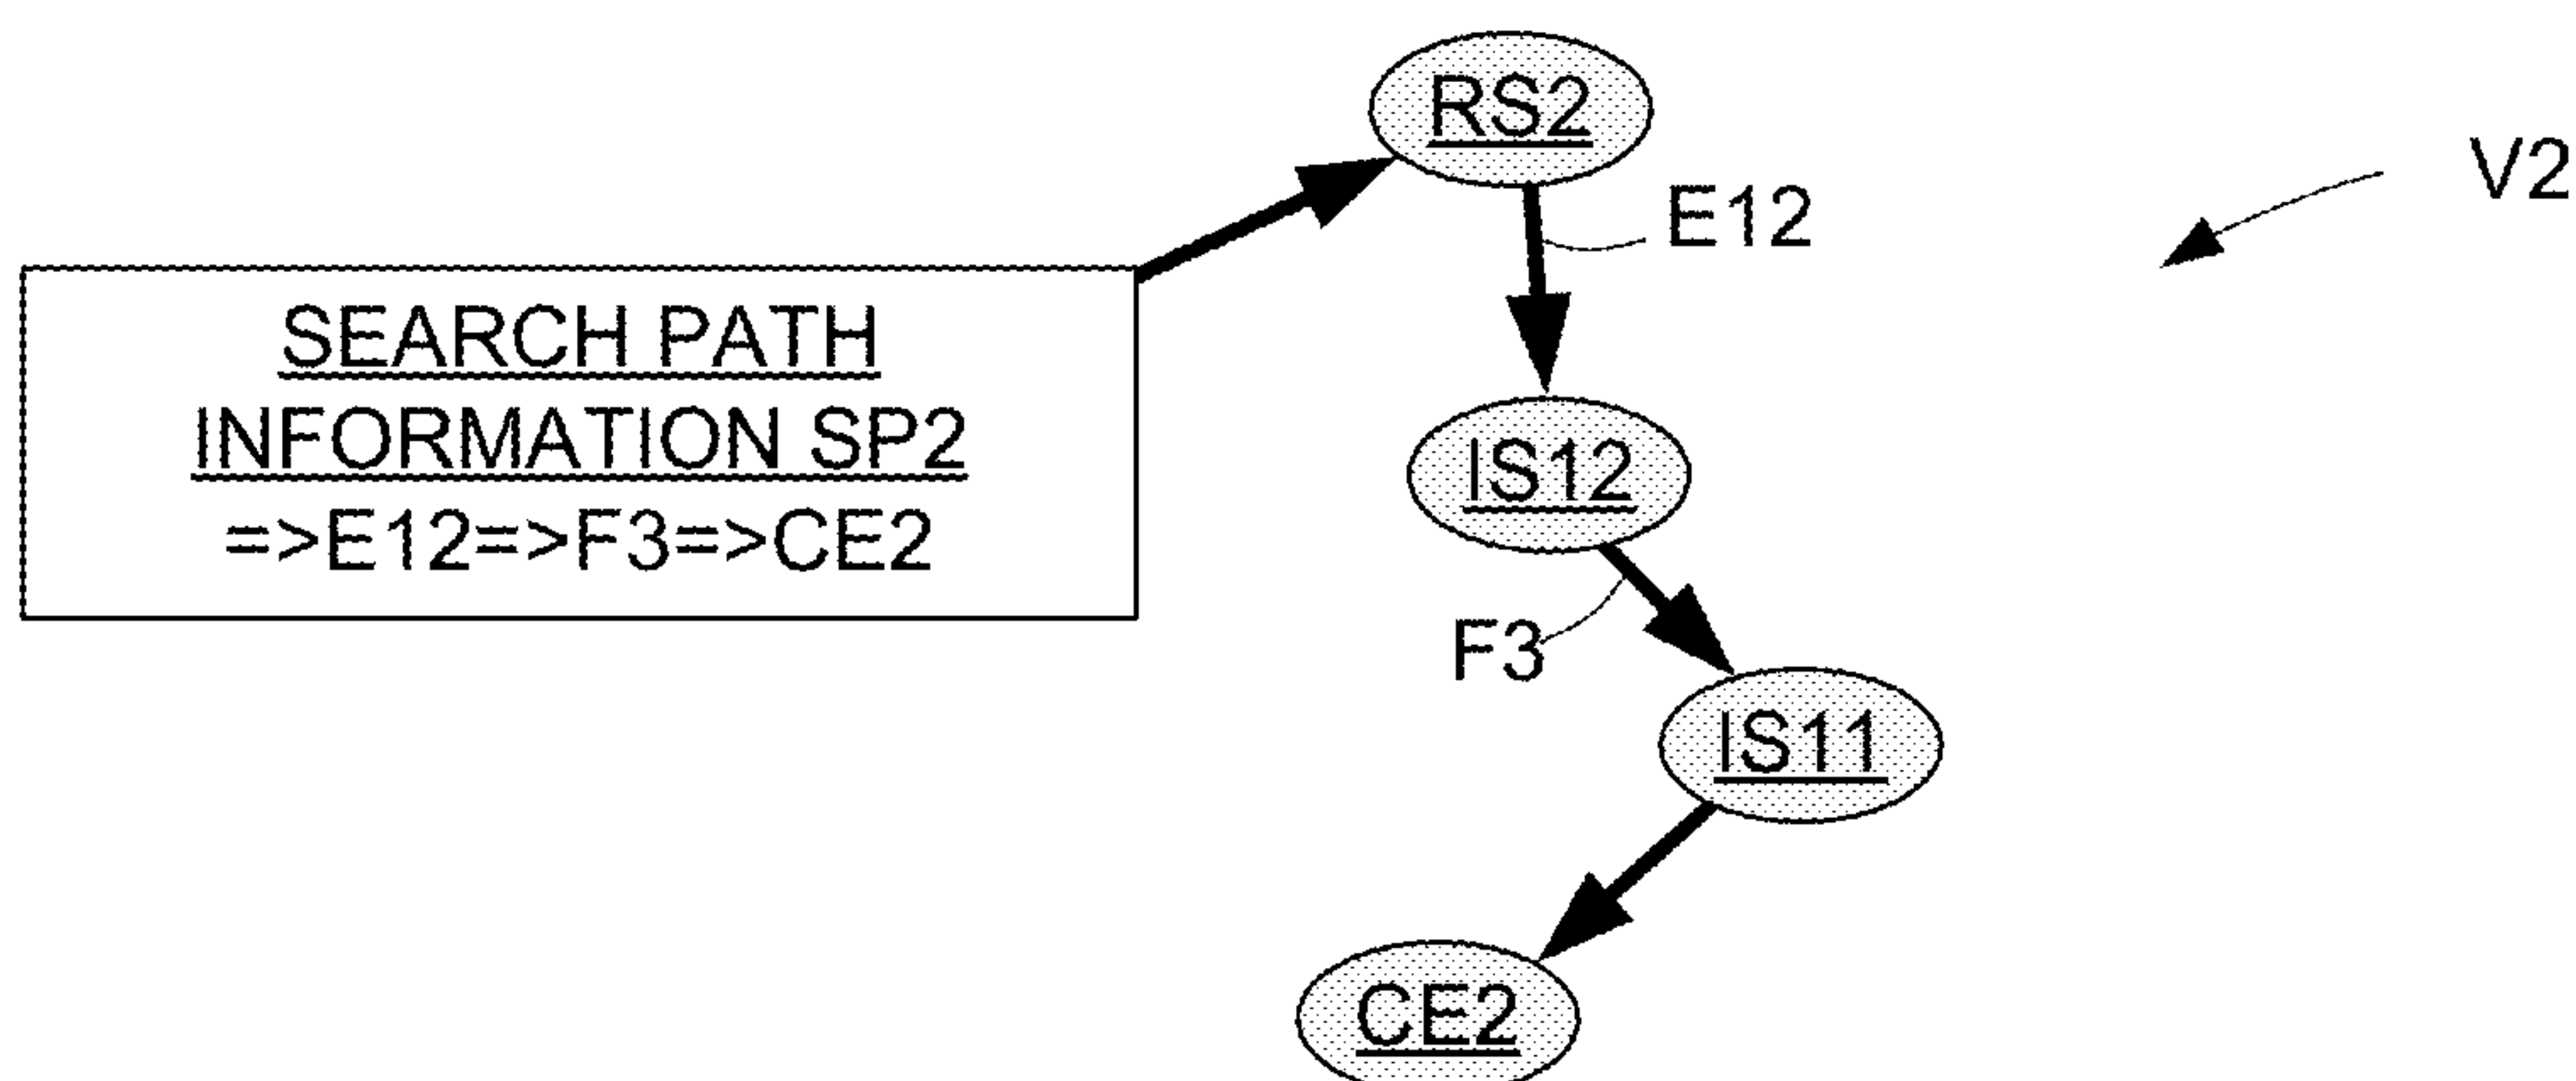 RS2
V2
E12
SEARCH PATH
INFORMATION SP2
=>E12=>F3=>CE2
IS12
F3
IS11
CE2